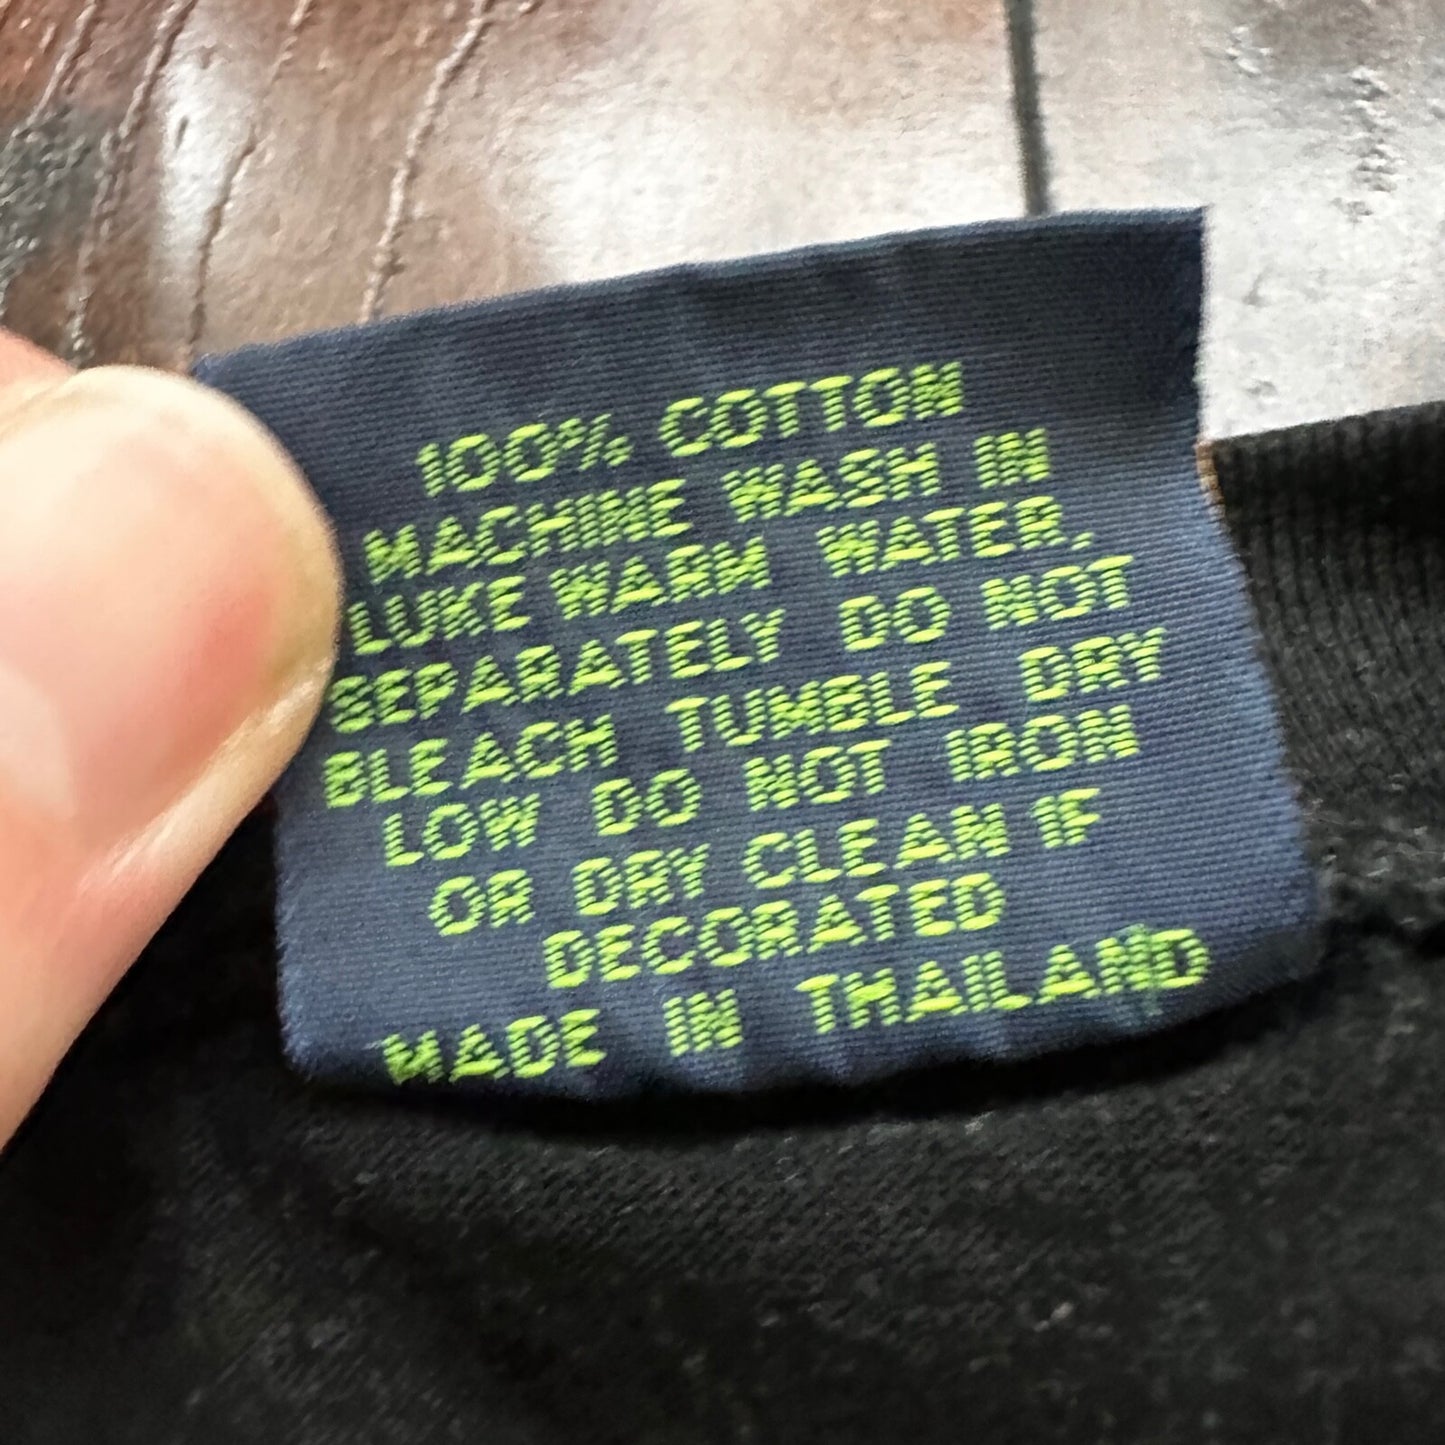 100% COTTON
MACHINE WASH IN
LUKE WARM WATER,
SEPARATELY DO NOT
BLEACH TUMBLE DRY
LOW DO NOT IRON
OR DRY CLEAN IF
DECORATED
MADE IN THAILAND